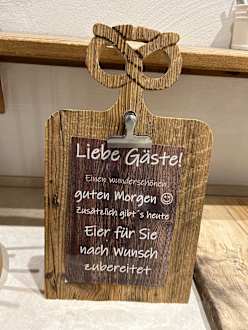 Liebe Gäste!
Einen wunderschönen
guten Morgen ☺
Zusätzlich gibt´s heute
Eier für Sie
nach Wunsch
zubereitet